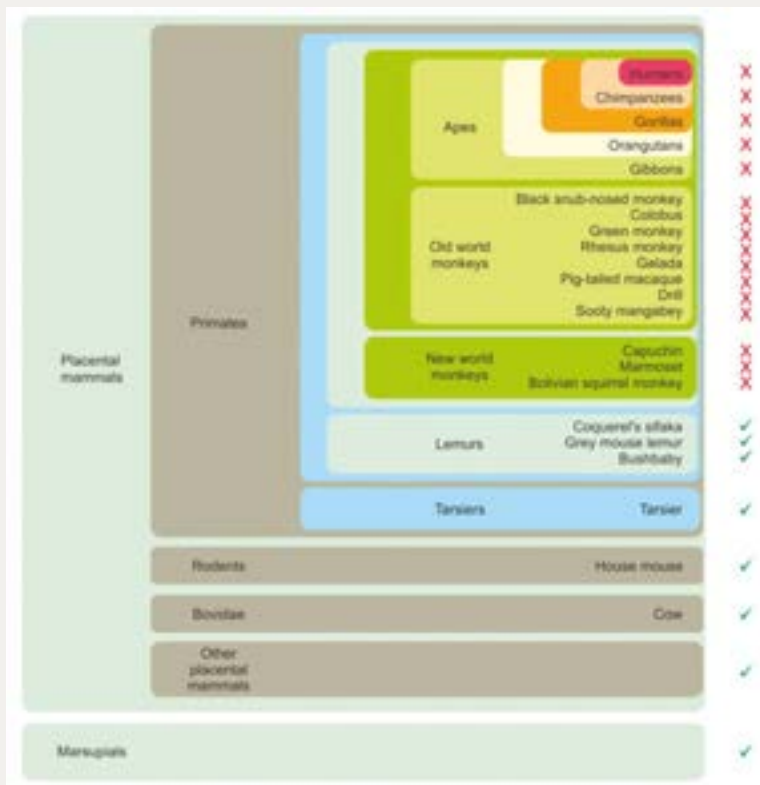 Humans
Chimpanzees
Gorillas
Orangutans
Gibbons
Apes
Black snub-nosed monkey
Colobus
Green monkey
Rhesus monkey
Gelada
Pig-tailed macaque
Drill
Sooty mangabey
Old world
monkeys
Capuchin
Marmoset
Bolivian squirrel monkey
New world
monkeys
Primates
Placental
mammals
Coquerel's sifaka
Grey mouse lemur
Bushbaby
Lemurs
Tarsiers
Tarsier
Rodents
House mouse
Bovidae
Cow
Other
placental
mammals
Marsupials